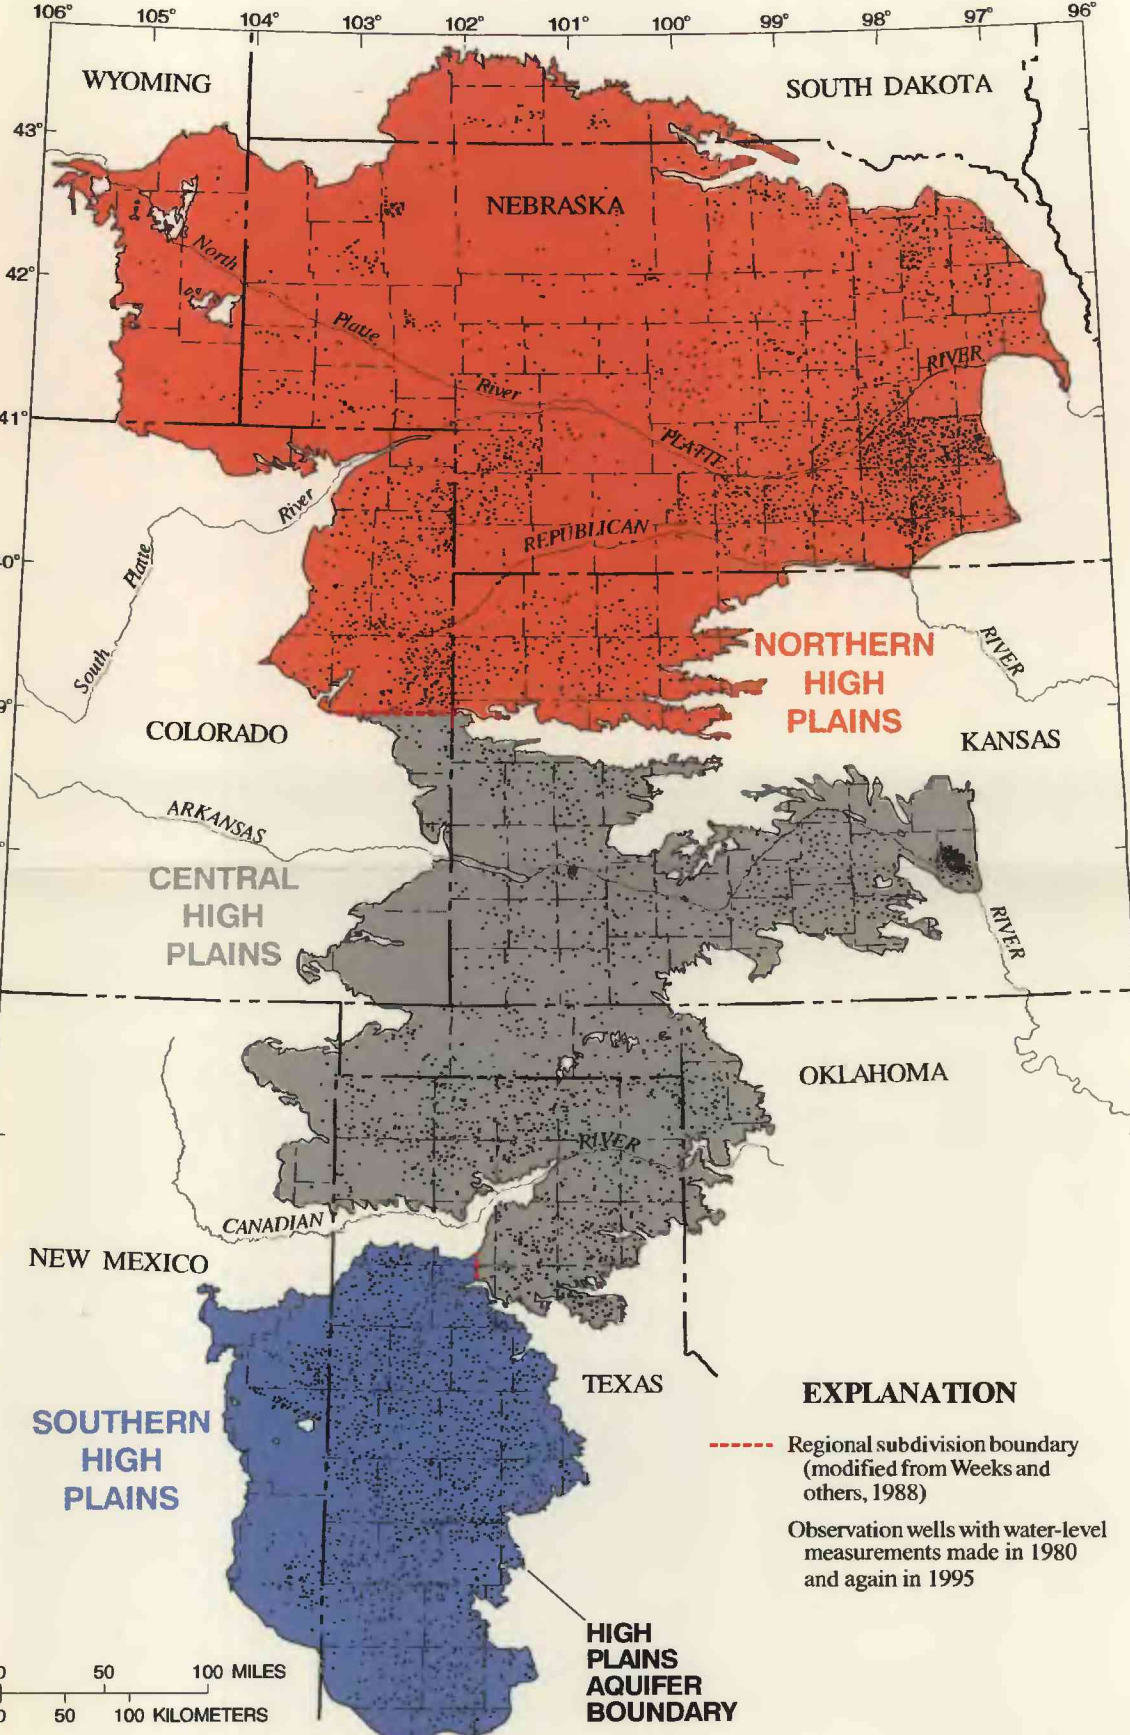 106° 105° 104° 103° 102° 101° 100° 99° 98° 97° 96°
WYOMING
SOUTH DAKOTA
43°
NEBRASKA
North
42°
Platte
RIVER
River
41°
PLATTE
River
REPUBLICAN
0°
Platte
NORTHERN
HIGH
PLAINS
RIVER
South
9°
COLORADO
KANSAS
ARKANSAS
CENTRAL
HIGH
PLAINS
RIVER
OKLAHOMA
RIVER
CANADIAN
NEW MEXICO
TEXAS
SOUTHERN
HIGH
PLAINS
EXPLANATION
Regional subdivision boundary
(modified from Weeks and
others, 1988)
Observation wells with water-level
measurements made in 1980
and again in 1995
HIGH
PLAINS
AQUIFER
BOUNDARY
0 50 100 MILES
0 50 100 KILOMETERS